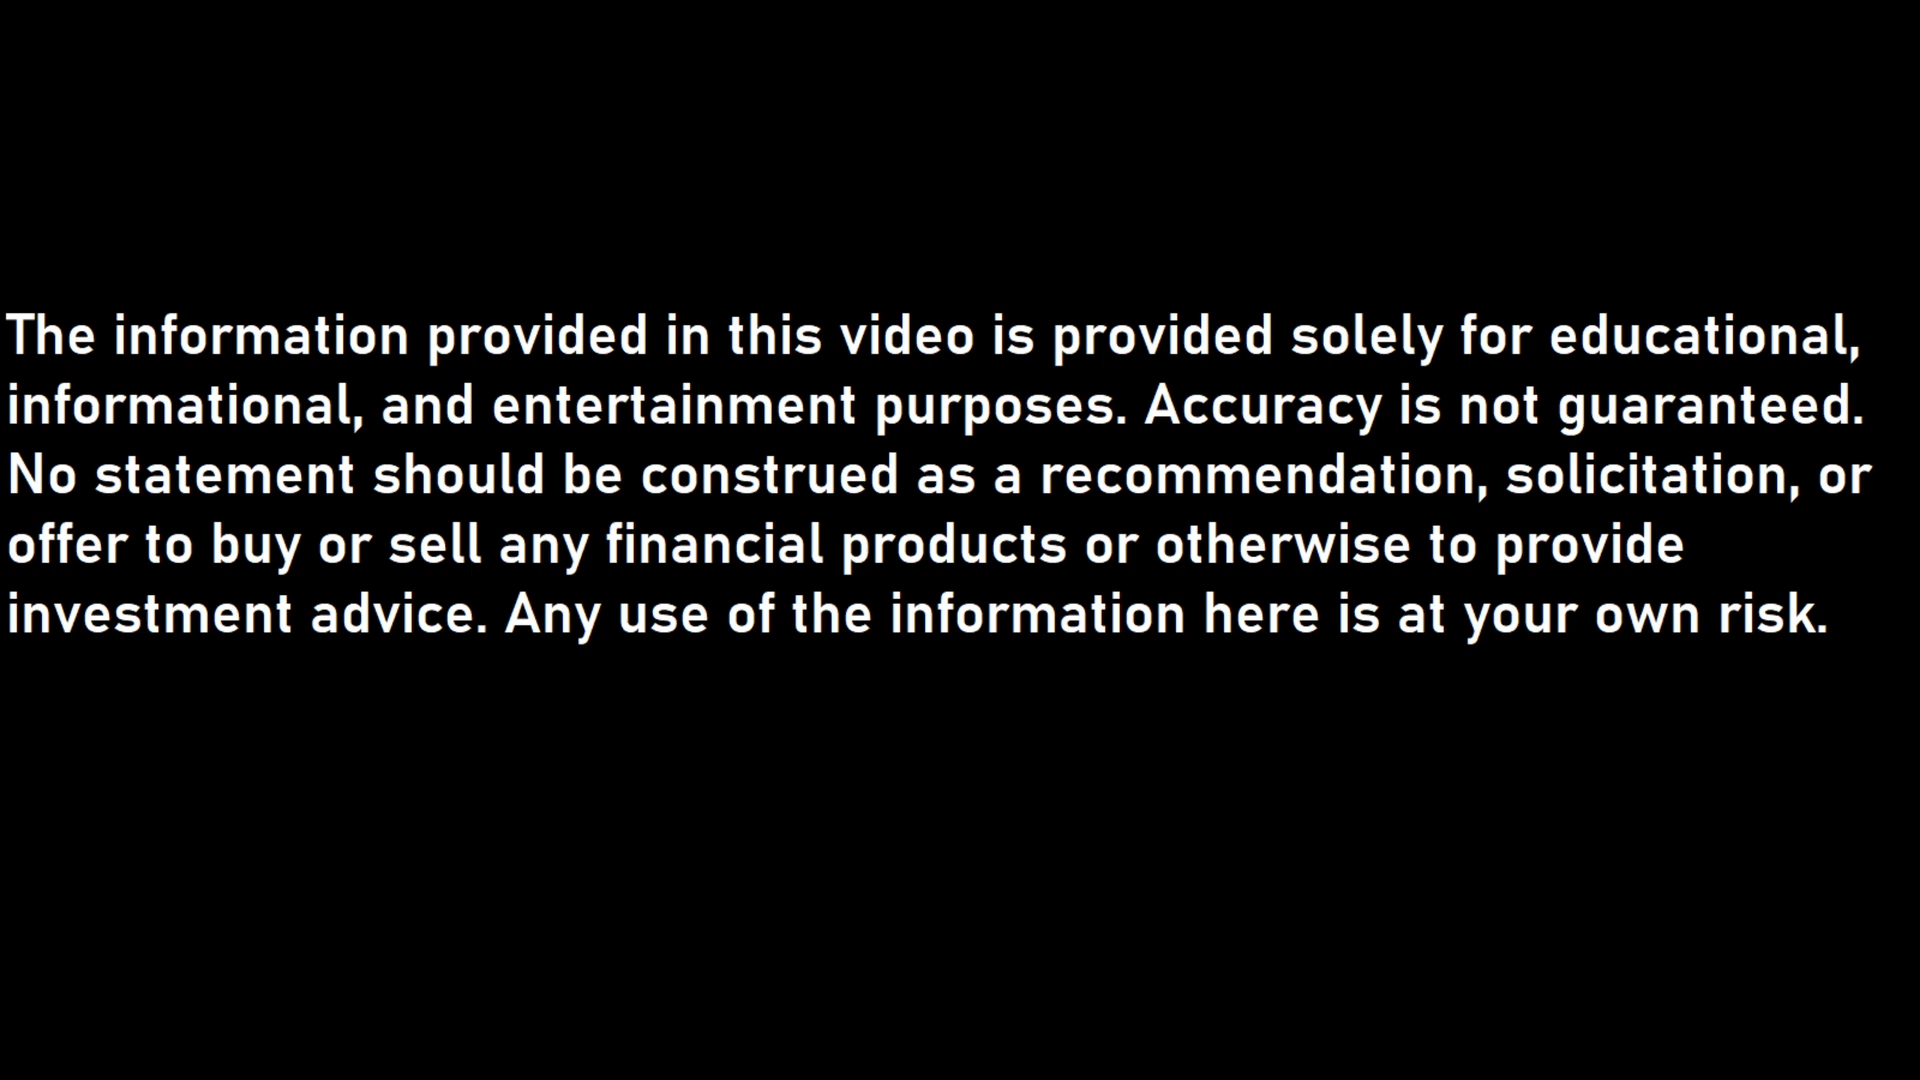 The information provided in this video is provided solely for educational,
informational, and entertainment purposes. Accuracy is not guaranteed.
No statement should be construed as a recommendation, solicitation, or
offer to buy or sell any financial products or otherwise to provide
investment advice. Any use of the information here is at your own risk.